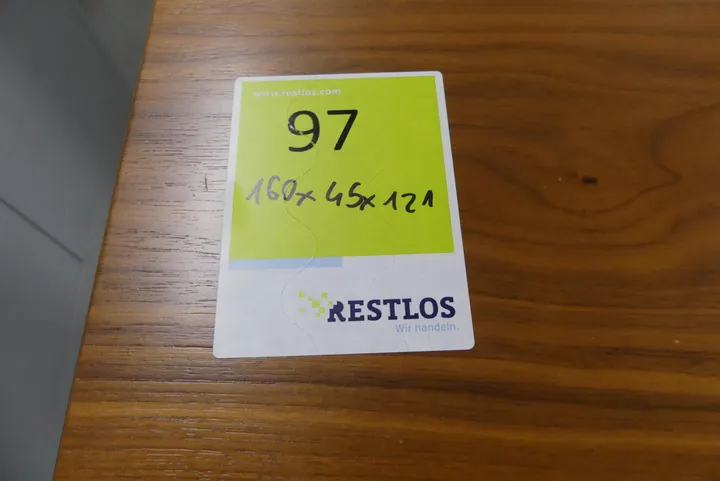 www.restlos.com
97
160x45x121
RESTLOS
Wir handeln.